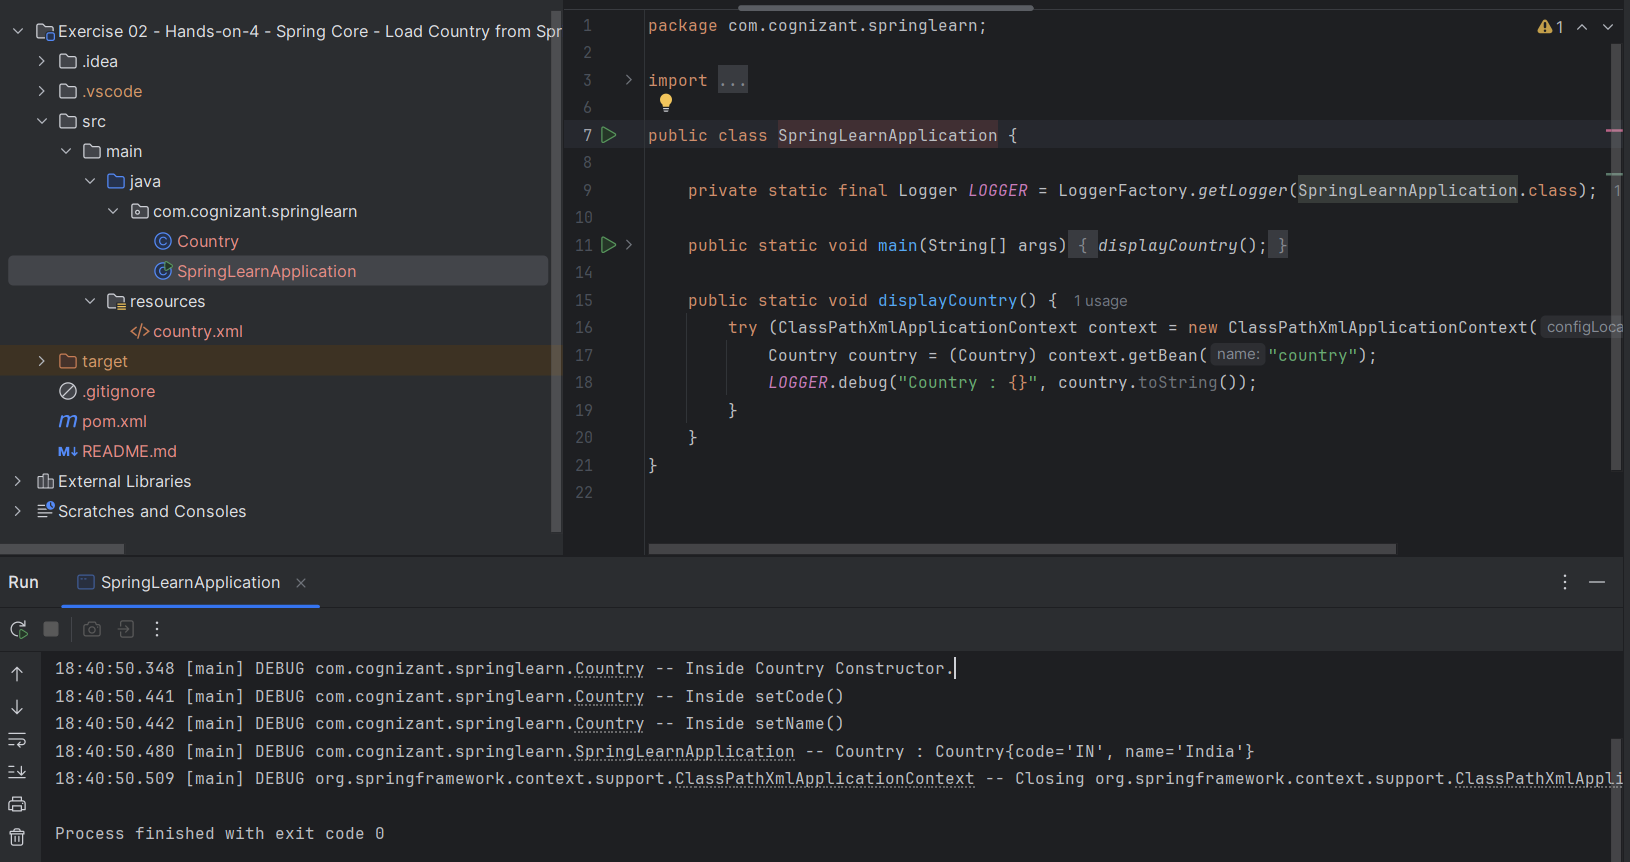 Exercise 02 - Hands-on-4 - Spring Core - Load Country from Spr
.idea
.vscode
src
main
java
com.cognizant.springlearn
Country
SpringLearnApplication
resources
country.xml
target
.gitignore
pom.xml
README.md
External Libraries
Scratches and Consoles
1 package com.cognizant.springlearn;
2
3 import ...
6
7 public class SpringLearnApplication {
8
9 private static final Logger LOGGER = LoggerFactory.getLogger(SpringLearnApplication.class); 1
10
11 public static void main(String[] args) { displayCountry(); }
14
15 public static void displayCountry() { 1 usage
16 try (ClassPathXmlApplicationContext context = new ClassPathXmlApplicationContext( configLoca
17 Country country = (Country) context.getBean( name: "country");
18 LOGGER.debug("Country : {}", country.toString());
19 }
20 }
21 }
22
1
Run SpringLearnApplication
18:40:50.348 [main] DEBUG com.cognizant.springlearn.Country -- Inside Country Constructor.
18:40:50.441 [main] DEBUG com.cognizant.springlearn.Country -- Inside setCode()
18:40:50.442 [main] DEBUG com.cognizant.springlearn.Country -- Inside setName()
18:40:50.480 [main] DEBUG com.cognizant.springlearn.SpringLearnApplication -- Country : Country{code='IN', name='India'}
18:40:50.509 [main] DEBUG org.springframework.context.support.ClassPathXmlApplicationContext -- Closing org.springframework.context.support.ClassPathXmlAppli
Process finished with exit code 0